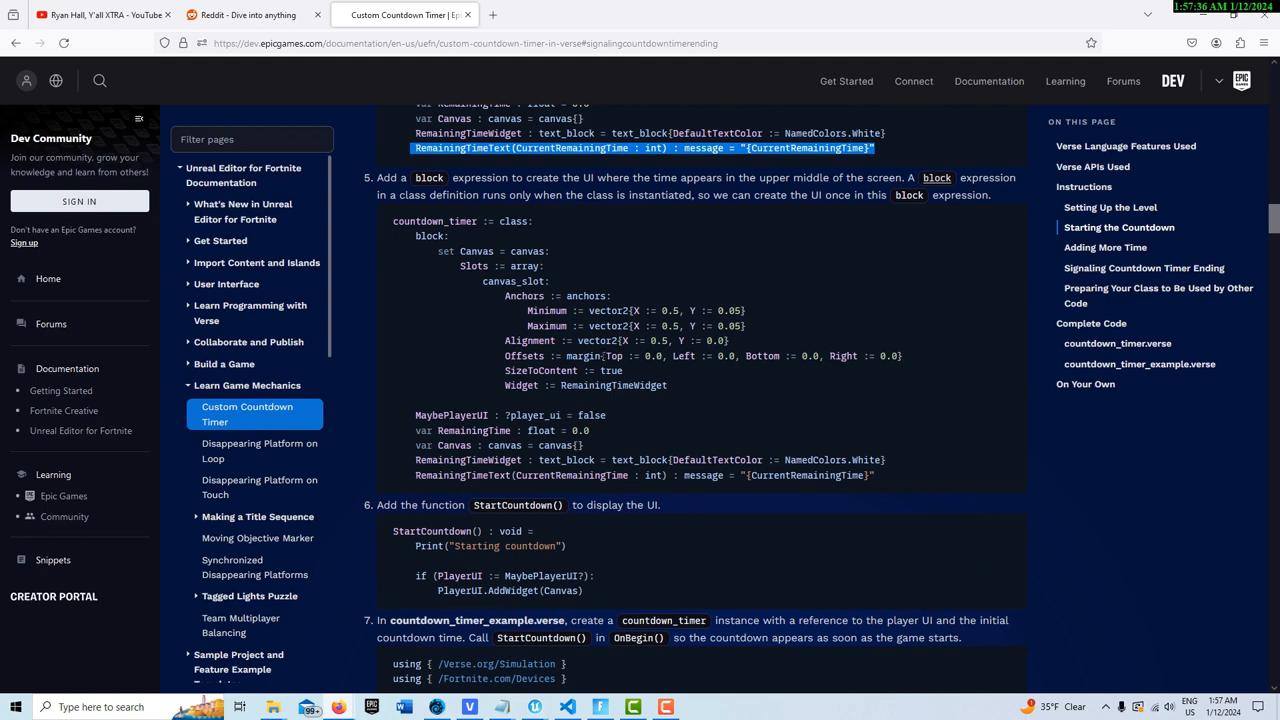 1:57:36 AM 1/12/2024
Ryan Hall, Y'all XTRA - YouTube
Reddit - Dive into anything
Custom Countdown Timer | Ep
https://dev.epicgames.com/documentation/en-us/uefn/custom-countdown-timer-in-verse#signalingcountdowntimerending
Get Started
Connect
Documentation
Learning
Forums
DEV
EPIC GAMES
Dev Community
Join our community, grow your knowledge and learn from others!
SIGN IN
Don't have an Epic Games account?
Sign up
Home
Forums
Documentation
Getting Started
Fortnite Creative
Unreal Editor for Fortnite
Learning
Epic Games
Community
Snippets
CREATOR PORTAL
Filter pages
Unreal Editor for Fortnite
Documentation
What's New in Unreal
Editor for Fortnite
Get Started
Import Content and Islands
User Interface
Learn Programming with
Verse
Collaborate and Publish
Build a Game
Learn Game Mechanics
Custom Countdown
Timer
Disappearing Platform on
Loop
Disappearing Platform on
Touch
Making a Title Sequence
Moving Objective Marker
Synchronized
Disappearing Platforms
Tagged Lights Puzzle
Team Multiplayer
Balancing
Sample Project and
Feature Example
var RemainingTime : float = 0.0
var Canvas : canvas = canvas{}
RemainingTimeWidget : text_block = text_block{DefaultTextColor := NamedColors.White}
RemainingTimeText(CurrentRemainingTime : int) : message = "{CurrentRemainingTime}"
5. Add a block expression to create the UI where the time appears in the upper middle of the screen. A block expression
in a class definition runs only when the class is instantiated, so we can create the UI once in this block expression.
countdown_timer := class:
block:
set Canvas = canvas:
Slots := array:
canvas_slot:
Anchors := anchors:
Minimum := vector2{X := 0.5, Y := 0.05}
Maximum := vector2{X := 0.5, Y := 0.05}
Alignment := vector2{X := 0.5, Y := 0.0}
Offsets := margin{Top := 0.0, Left := 0.0, Bottom := 0.0, Right := 0.0}
SizeToContent := true
Widget := RemainingTimeWidget
MaybePlayerUI : ?player_ui = false
var RemainingTime : float = 0.0
var Canvas : canvas = canvas{}
RemainingTimeWidget : text_block = text_block{DefaultTextColor := NamedColors.White}
RemainingTimeText(CurrentRemainingTime : int) : message = "{CurrentRemainingTime}"
6. Add the function StartCountdown() to display the UI.
StartCountdown() : void =
Print("Starting countdown")
if (PlayerUI := MaybePlayerUI?):
PlayerUI.AddWidget(Canvas)
7. In countdown_timer_example.verse, create a countdown_timer instance with a reference to the player UI and the initial
countdown time. Call StartCountdown() in OnBegin() so the countdown appears as soon as the game starts.
using { /Verse.org/Simulation }
using { /Fortnite.com/Devices }
ON THIS PAGE
Verse Language Features Used
Verse APIs Used
Instructions
Setting Up the Level
Starting the Countdown
Adding More Time
Signaling Countdown Timer Ending
Preparing Your Class to Be Used by Other
Code
Complete Code
countdown_timer.verse
countdown_timer_example.verse
On Your Own
Type here to search
99+
35°F Clear
ENG
US
1:57 AM
1/12/2024